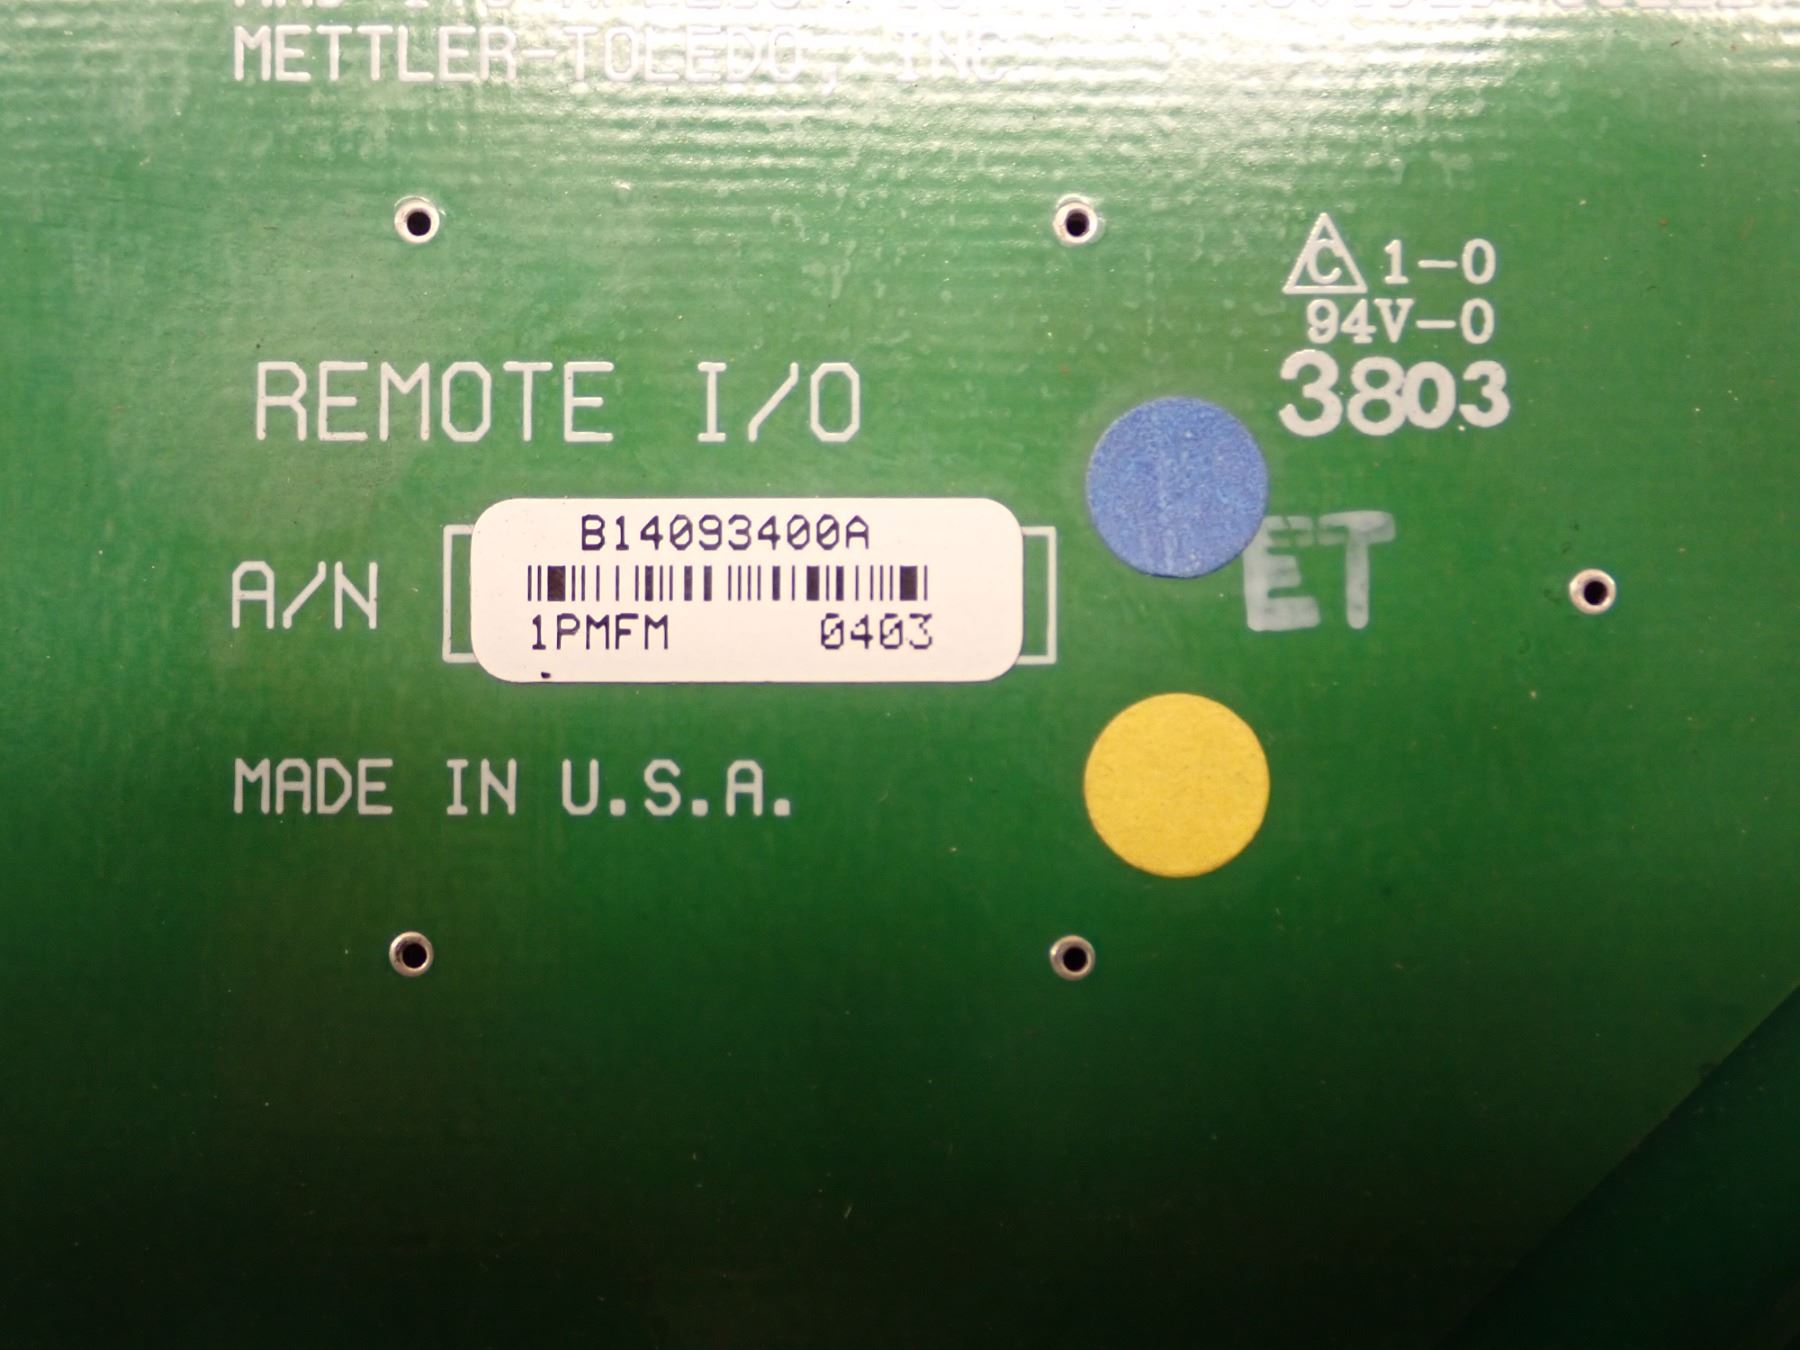 METTLER-TOLEDO, INC.
C 1-0
94V-0
3803
REMOTE I/O
B14093400A
A/N
1PMFM 0403
ET
MADE IN U.S.A.